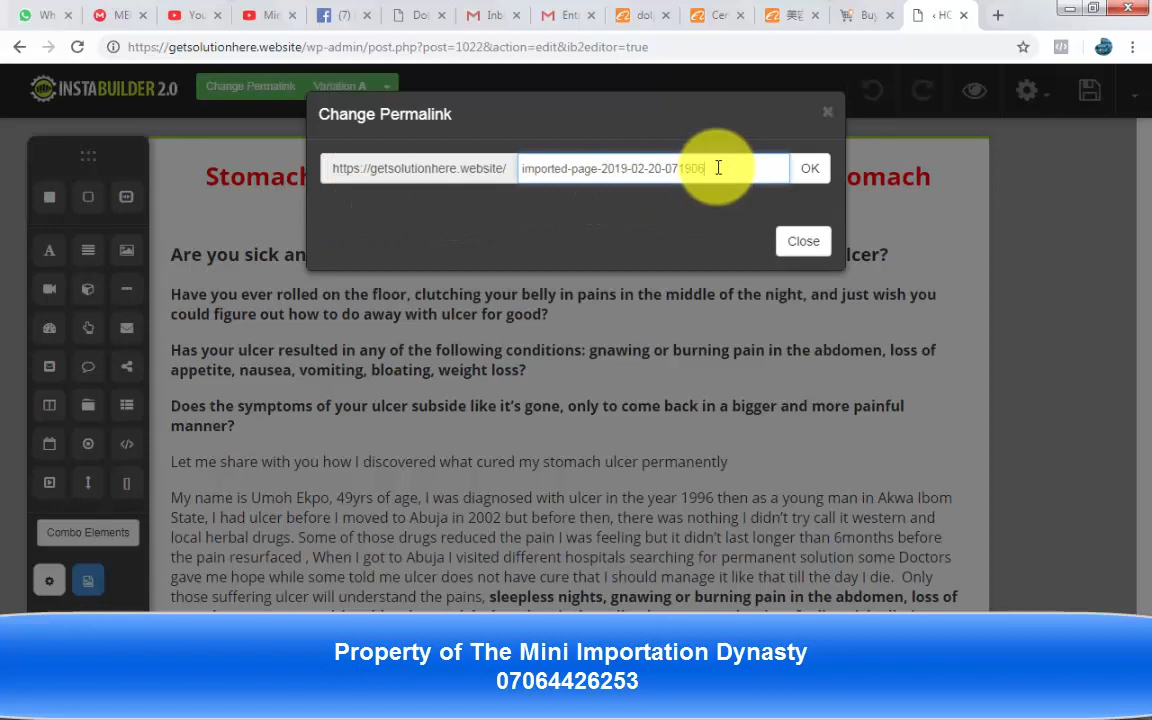 Wh
ME
You
Min
(7)
Do
Inb
Ent
dol
Cer
美
Buy
‹ HC
https://getsolutionhere.website/wp-admin/post.php?post=1022&action=edit&ib2editor=true
INSTABUILDER 2.0
Change Permalink
Variation A
Change Permalink
https://getsolutionhere.website/
imported-page-2019-02-20-071906
OK
Close
Stomach
Are you sick an
lcer?
Have you ever rolled on the floor, clutching your belly in pains in the middle of the night, and just wish you
could figure out how to do away with ulcer for good?
Has your ulcer resulted in any of the following conditions: gnawing or burning pain in the abdomen, loss of
appetite, nausea, vomiting, bloating, weight loss?
Does the symptoms of your ulcer subside like it’s gone, only to come back in a bigger and more painful
manner?
Let me share with you how I discovered what cured my stomach ulcer permanently
My name is Umoh Ekpo, 49yrs of age, I was diagnosed with ulcer in the year 1996 then as a young man in Akwa Ibom
State, I had ulcer before I moved to Abuja in 2002 but before then, there was nothing I didn’t try call it western and
local herbal drugs. Some of those drugs reduced the pain I was feeling but it didn’t last longer than 6months before
the pain resurfaced , When I got to Abuja I visited different hospitals searching for permanent solution some Doctors
gave me hope while some told me ulcer does not have cure that I should manage it like that till the day I die. Only
those suffering ulcer will understand the pains, sleepless nights, gnawing or burning pain in the abdomen, loss of
Combo Elements
Property of The Mini Importation Dynasty
07064426253